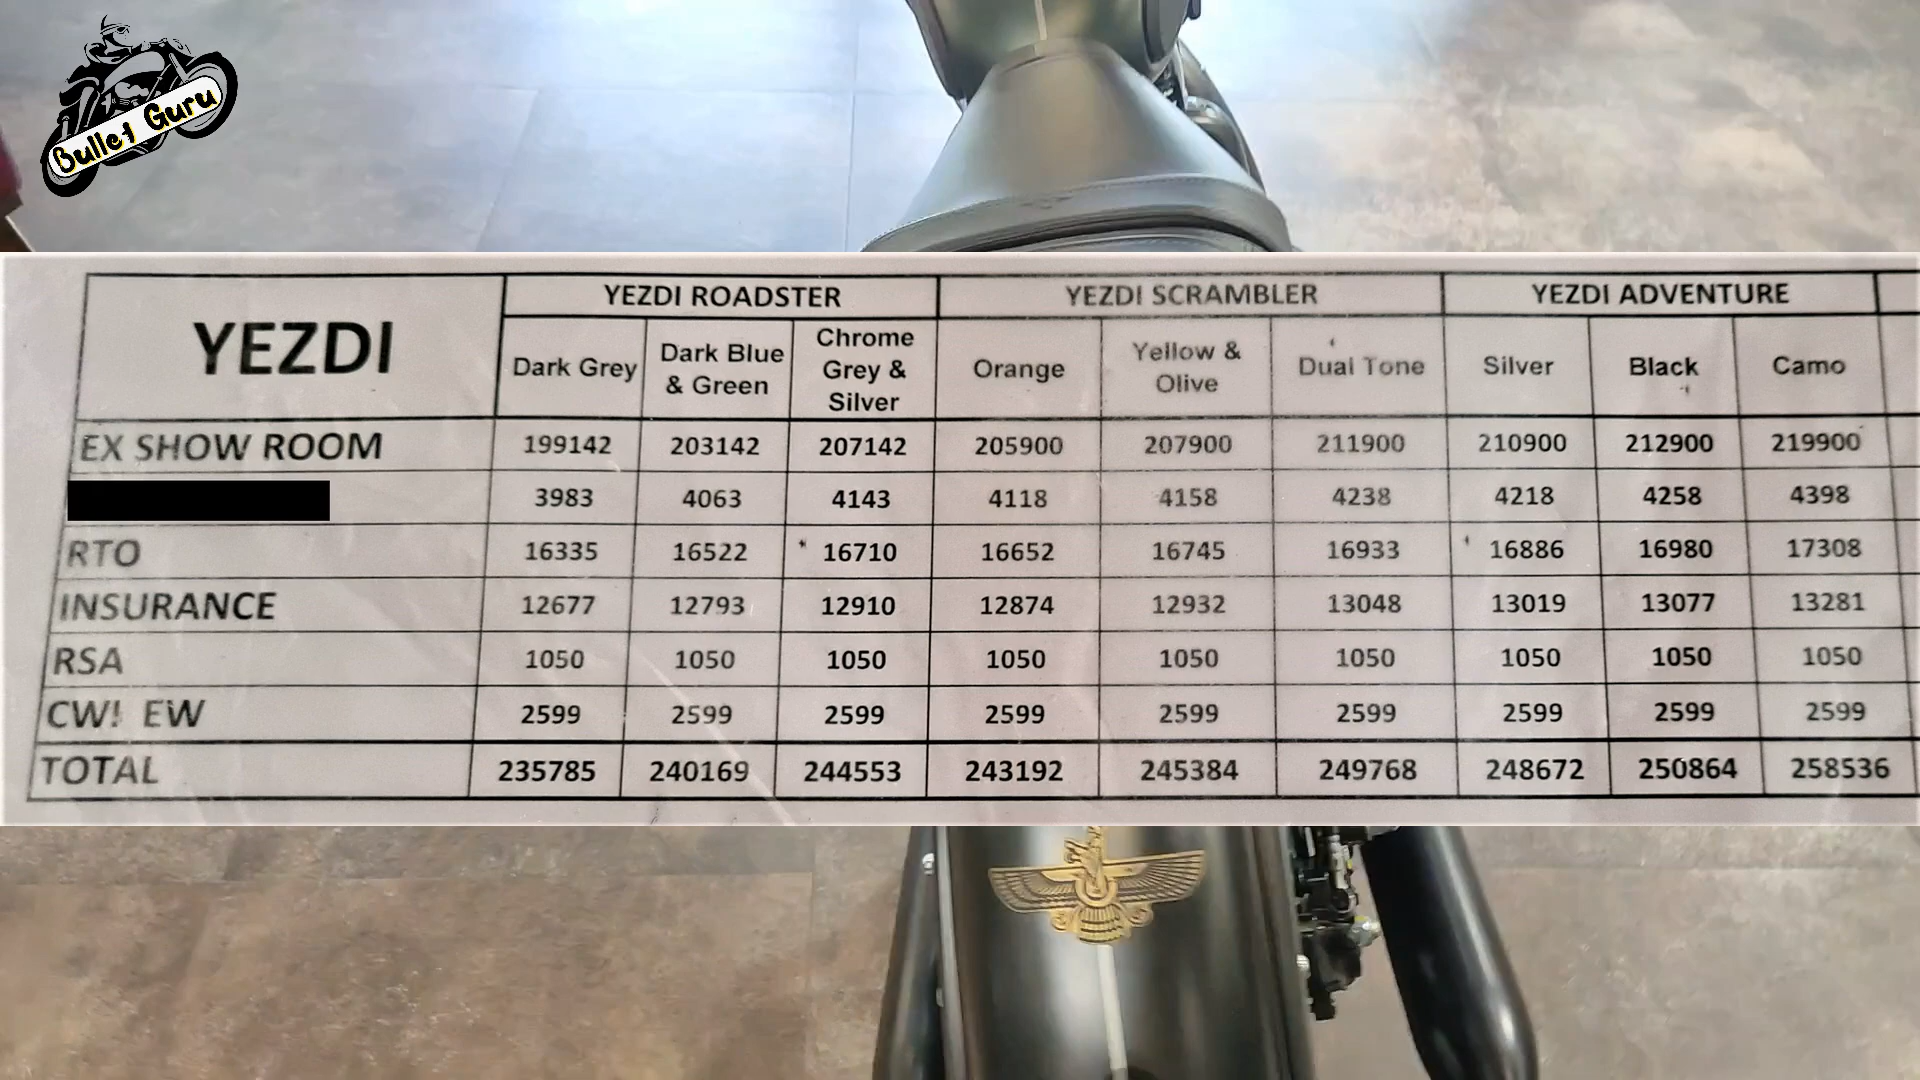 Bullet Guru
YEZDI
YEZDI ROADSTER YEZDI SCRAMBLER YEZDI ADVENTURE
Dark Grey Dark Blue & Green Chrome Grey & Silver Orange Yellow & Olive Dual Tone Silver Black Camo
EX SHOW ROOM 199142 203142 207142 205900 207900 211900 210900 212900 219900
3983 4063 4143 4118 4158 4238 4218 4258 4398
RTO 16335 16522 16710 16652 16745 16933 16886 16980 17308
INSURANCE 12677 12793 12910 12874 12932 13048 13019 13077 13281
RSA 1050 1050 1050 1050 1050 1050 1050 1050 1050
EW 2599 2599 2599 2599 2599 2599 2599 2599 2599
TOTAL 235785 240169 244553 243192 245384 249768 248672 250864 258536